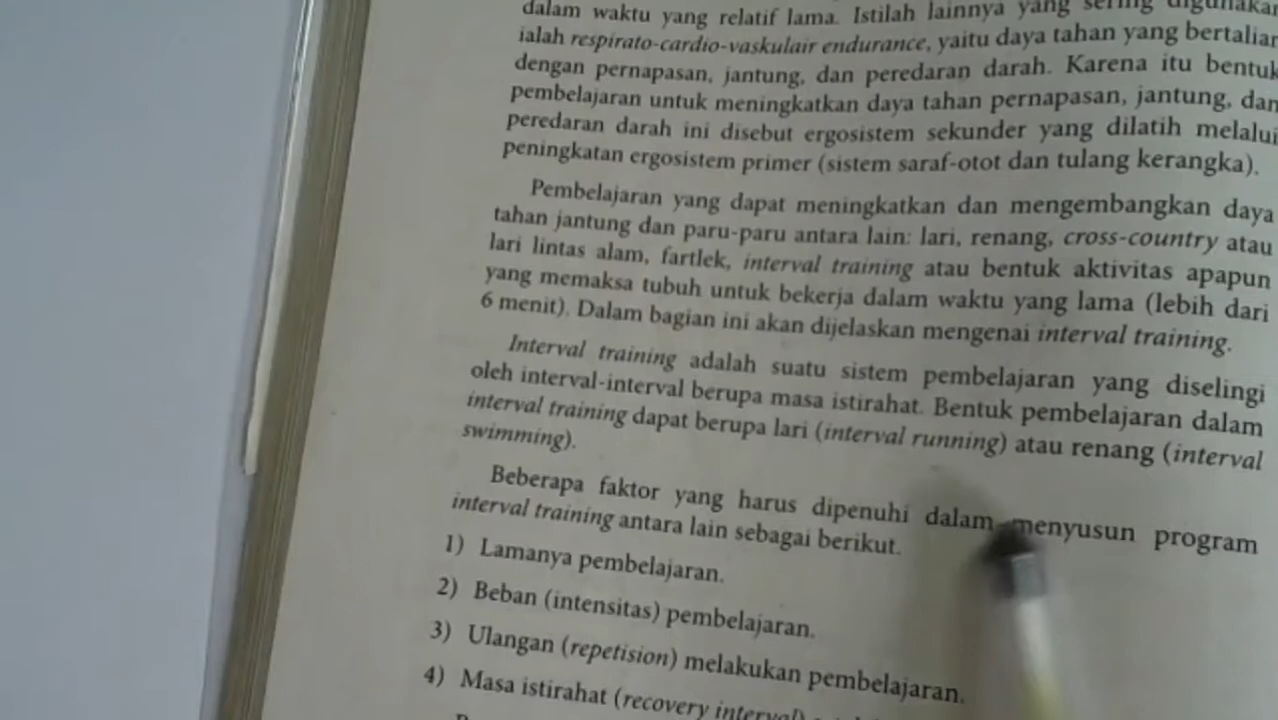 dalam waktu yang relatif lama. Istilah lainnya yang sering digunakan
ialah respirato-cardio-vaskulair endurance, yaitu daya tahan yang bertalian
dengan pernapasan, jantung, dan peredaran darah. Karena itu bentuk
pembelajaran untuk meningkatkan daya tahan pernapasan, jantung, dan
peredaran darah ini disebut ergosistem sekunder yang dilatih melalui
peningkatan ergosistem primer (sistem saraf-otot dan tulang kerangka).
Pembelajaran yang dapat meningkatkan dan mengembangkan daya
tahan jantung dan paru-paru antara lain: lari, renang, cross-country atau
lari lintas alam, fartlek, interval training atau bentuk aktivitas apapun
yang memaksa tubuh untuk bekerja dalam waktu yang lama (lebih dari
6 menit). Dalam bagian ini akan dijelaskan mengenai interval training.
Interval training adalah suatu sistem pembelajaran yang diselingi
oleh interval-interval berupa masa istirahat. Bentuk pembelajaran dalam
interval training dapat berupa lari (interval running) atau renang (interval
swimming).
Beberapa faktor yang harus dipenuhi dalam menyusun program
interval training antara lain sebagai berikut.
1) Lamanya pembelajaran.
2) Beban (intensitas) pembelajaran.
3) Ulangan (repetision) melakukan pembelajaran.
4) Masa istirahat (recovery interval)